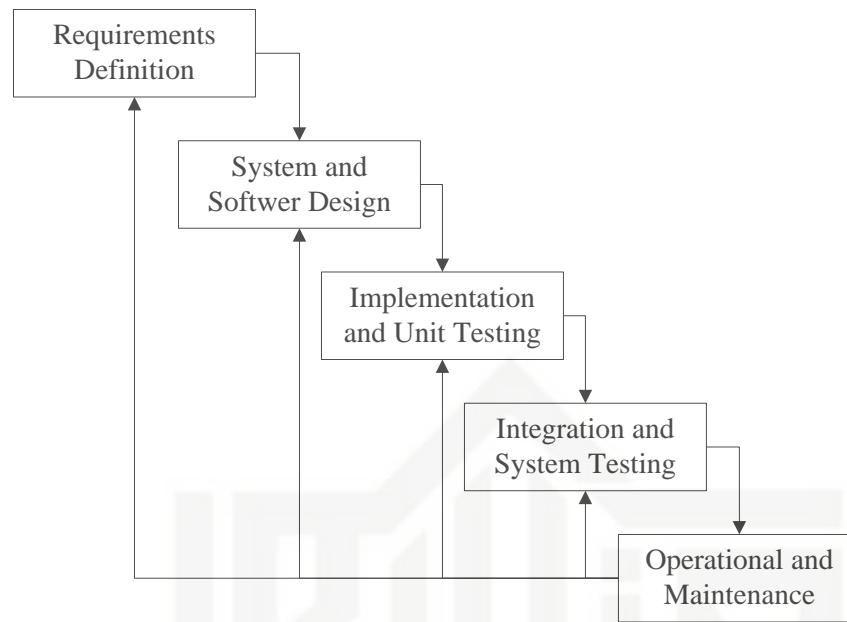 Requirements
Definition
System and
Softwer Design
Implementation
and Unit Testing
Integration and
System Testing
Operational and
Maintenance